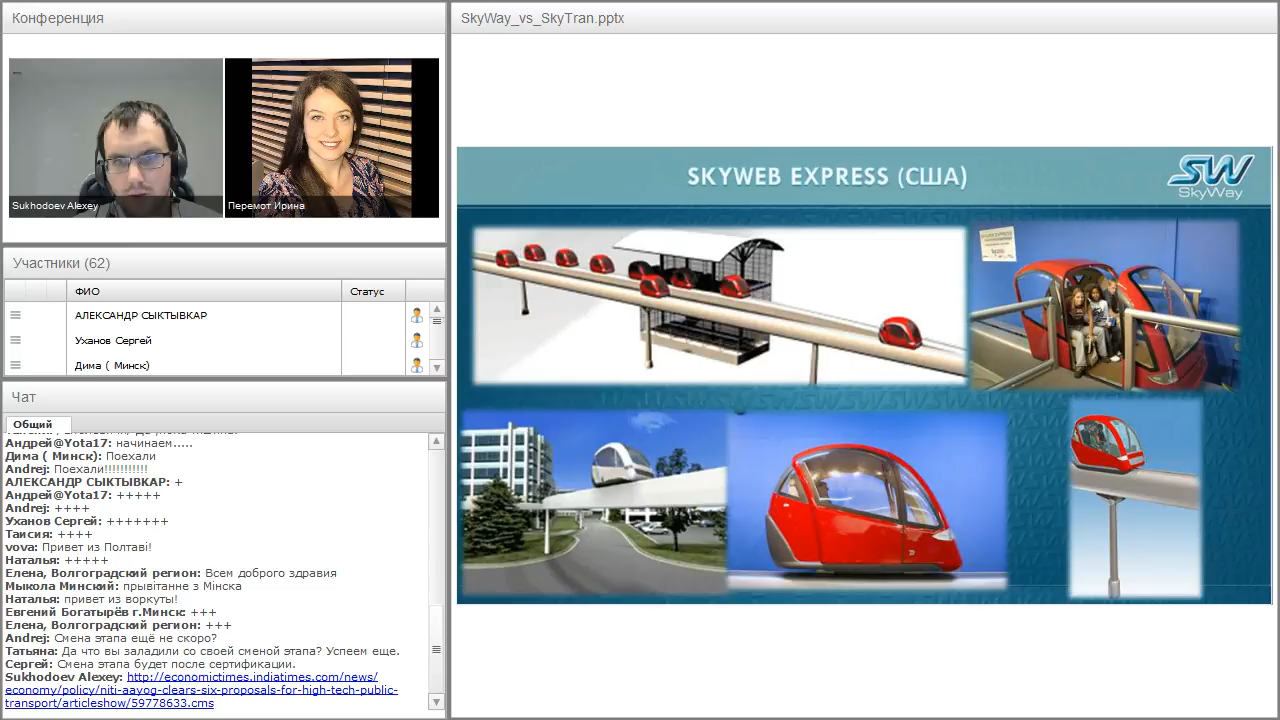 Конференция
Sukhodoev Alexey
Перемот Ирина
Участники (62)
ФИО
Статус
АЛЕКСАНДР СЫКТЫВКАР
Уханов Сергей
Дима ( Минск)
Чат
Общий
Андрей@Yota17: начинаем.....
Дима ( Минск): Поехали
Andrej: Поехали!!!!!!!!!!!
АЛЕКСАНДР СЫКТЫВКАР: +
Андрей@Yota17: +++++
Andrej: ++++
Уханов Сергей: +++++++
Таисия: ++++
vova: Привет из Полтаві!
Наталья: +++++
Елена, Волгоградский регион: Всем доброго здравия
Мыкола Минский: прывітанне з Мінска
Наталья: привет из воркуты!
Евгений Богатырёв г.Минск: +++
Елена, Волгоградский регион: +++
Andrej: Смена этапа ещё не скоро?
Татьяна: Да что вы заладили со своей сменой этапа? Успеем еще.
Сергей: Смена этапа будет после сертификации.
Sukhodoev Alexey: http://economictimes.indiatimes.com/news/
economy/policy/niti-aayog-clears-six-proposals-for-high-tech-public-
transport/articleshow/59778633.cms
SkyWay_vs_SkyTran.pptx
SKYWEB EXPRESS (США)
SW
SkyWay